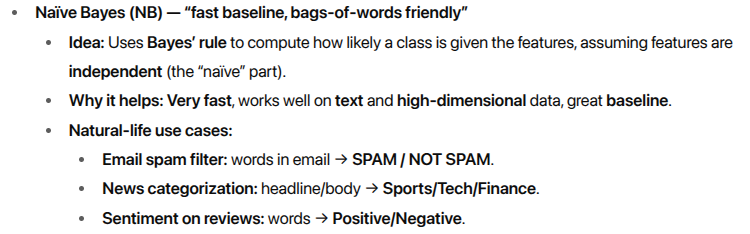 • Naïve Bayes (NB) — “fast baseline, bags-of-words friendly”
• Idea: Uses Bayes’ rule to compute how likely a class is given the features, assuming features are
independent (the “naïve” part).
• Why it helps: Very fast, works well on text and high-dimensional data, great baseline.
• Natural-life use cases:
• Email spam filter: words in email → SPAM / NOT SPAM.
• News categorization: headline/body → Sports/Tech/Finance.
• Sentiment on reviews: words → Positive/Negative.